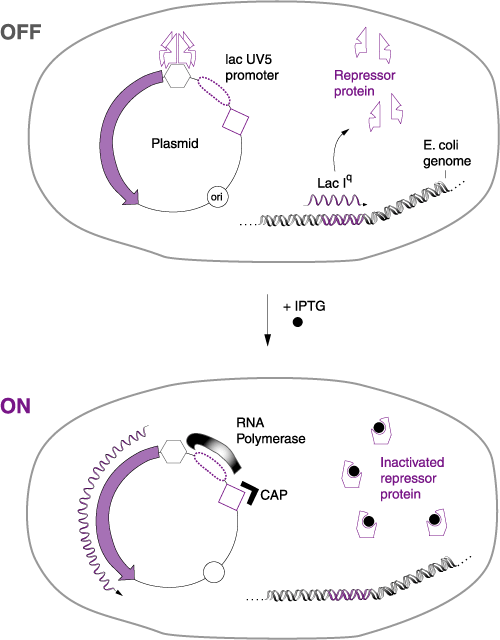 OFF
lac UV5
promoter
Repressor
protein
Plasmid
E. coli
genome
Lac Iq
ori
+ IPTG
ON
RNA
Polymerase
CAP
Inactivated
repressor
protein